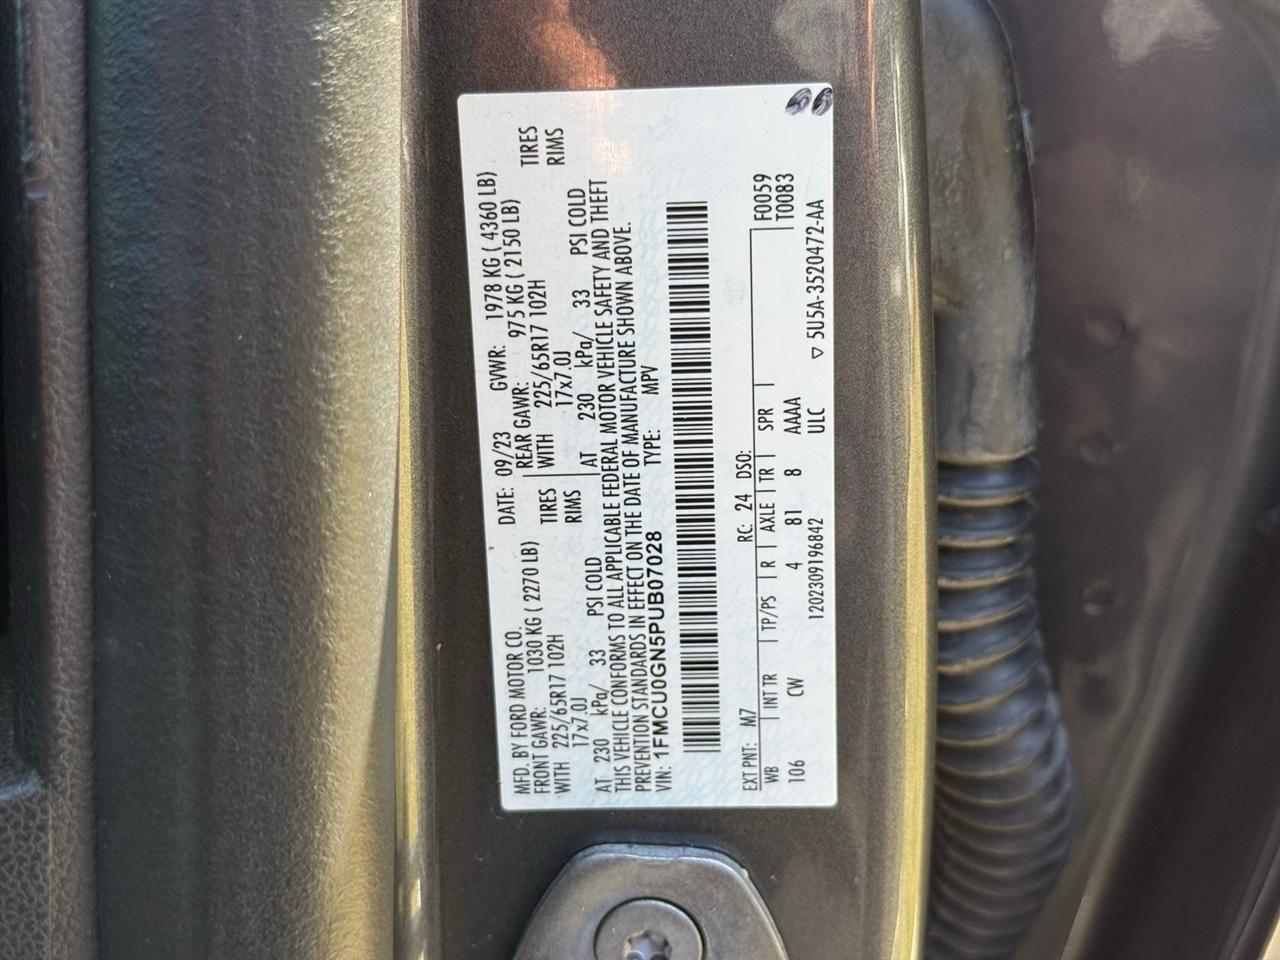 MFD. BY FORD MOTOR CO. DATE: 09/23 GVWR: 1978 KG ( 4360 LB)
FRONT GAWR: 1030 KG ( 2270 LB) REAR GAWR: 975 KG ( 2150 LB)
WITH 225/65R17 102H TIRES WITH 225/65R17 102H TIRES
17x7.0J RIMS 17x7.0J RIMS
AT 230 kPa/ 33 PSI COLD AT 230 kPa/ 33 PSI COLD
THIS VEHICLE CONFORMS TO ALL APPLICABLE FEDERAL MOTOR VEHICLE SAFETY AND THEFT
PREVENTION STANDARDS IN EFFECT ON THE DATE OF MANUFACTURE SHOWN ABOVE.
VIN: 1FMCU0GN5PUB07028 TYPE: MPV
EXT PNT: M7 RC: 24 DSO: F0059
WB INT TR TP/PS R AXLE TR SPR T0083
106 CW 4 81 8 AAAA
1202309196842 ULC ▽ 5U5A-3520472-AA